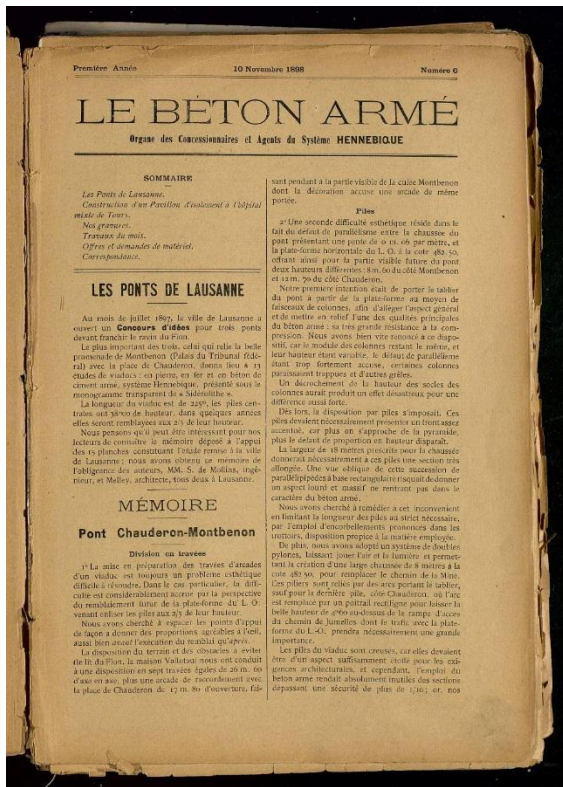 Première Année
10 Novembre 1898
Numéro 6
LE BÉTON ARMÉ
Organe des Concessionnaires et Agents du Système HENNEBIQUE
SOMMAIRE
Les Ponts de Lausanne.
Construction d'un Pavillon d'isolement à l'hôpital
mixte de Tours.
Nos gravures.
Travaux du mois.
Offres et demandes de matériel.
Correspondance.
LES PONTS DE LAUSANNE
Au mois de juillet 1897, la ville de Lausanne a
ouvert un Concours d'idées pour trois ponts
devant franchir le ravin du Flon.
Le plus important des trois, celui qui relie la belle
promenade de Montbenon (Palais du Tribunal fédé-
ral) avec la place de Chauderon, donna lieu à 13
études de viaducs : en pierre, en fer et en béton de
ciment armé, système Hennebique, présenté sous le
monogramme transparent de « Sidérolithe ».
La longueur du viaduc est de 225m, les piles cen-
trales ont de hauteur, dans quelques années
elles seront remblayées aux 2/3 de leur hauteur.
Nous pensons qu'il peut être intéressant pour nos
lecteurs de connaître le mémoire déposé à l'appui
des 15 planches constituant l'étude remise à la ville
de Lausanne ; nous avons obtenu ce mémoire de
l'obligeance des auteurs, MM. S. de Mollins, ingé-
nieur, et Melley, architecte, tous deux à Lausanne.
MÉMOIRE
Pont Chauderon-Montbenon
Division en travées
1° La mise en préparation des travées d'arcades
d'un viaduc est toujours un problème esthétique
difficile à résoudre. Dans le cas particulier, la diffi-
culté est considérablement accrue par la perspective
du remblaiement futur de la plate-forme du L. O.
venant enliser les piles aux 2/3 de leur hauteur.
Nous avons cherché à espacer les points d'appui
de façon à donner des proportions agréables à l'œil,
aussi bien avant l'exécution du remblai qu'après.
La disposition du terrain et des obstacles à éviter
(le lit du Flon, la maison Vallotau) nous ont conduit
à une disposition en sept travées égales de 26 m. 60
d'axe en axe, plus une arcade de raccordement avec
la place de Chauderon de 17 m. 80 d'ouverture, fai-
sant pendant à la partie visible de la culée Montbenon
dont la décoration accuse une arcade de même
portée.
Piles
2° Une seconde difficulté esthétique réside dans le
fait du défaut de parallélisme entre la chaussée du
pont présentant une pente de 0 m. 06 par mètre, et
la plate-forme horizontale du L. O. à la cote 482.50,
offrant ainsi pour la partie visible future du pont
deux hauteurs différentes : 8 m. 60 du côté Montbenon
et 12 m. 70 du côté Chauderon.
Notre première intention était de porter le tablier
du pont à partir de la plate-forme au moyen de
faisceaux de colonnes, afin d'alléger l'aspect général
et de mettre en relief l'une des qualités principales
du béton armé : sa très grande résistance à la com-
pression. Nous avons bien vite renoncé à ce dispo-
sitif, car le module des colonnes restant le même, et
leur hauteur étant variable, le défaut de parallélisme
étant trop fortement accusé, certaines colonnes
paraissaient trapues et d'autres grêles.
Un décrochement de la hauteur des socles des
colonnes aurait produit un effet désastreux pour une
différence aussi forte.
Dès lors, la disposition par piles s'imposait. Ces
piles devaient nécessairement présenter un fruit assez
accentué, car plus on s'approche de la pyramide,
plus le défaut de proportion en hauteur disparaît.
La largeur de 18 mètres prescrite pour la chaussée
donnerait nécessairement à ces piles une section très
allongée. Une vue oblique de cette succession de
parallélipipèdes à base rectangulaire risquait de donner
un aspect lourd et massif ne rentrant pas dans le
caractère du béton armé.
Nous avons cherché à remédier à cet inconvénient
en limitant la longueur des piles au strict nécessaire,
par l'emploi d'encorbellements prononcés dans les
trottoirs, disposition propice à la matière employée.
De plus, nous avons adopté un système de doubles
pylones, laissant jouer l'air et la lumière et permet-
tant la création d'une large chaussée de 8 mètres à la
cote 482.50, pour remplacer le chemin de la Mine.
Ces piliers sont reliés par des arcs portant le tablier,
sauf pour la dernière pile, côté Chauderon, où l'arc
est remplacé par un poitrail rectiligne pour laisser la
belle hauteur de 4m60 au-dessous de la rampe d'accès
du chemin de Jumelles dont le trafic avec la plate-
forme du L.-O. prendra nécessairement une grande
importance.
Les piles du viaduc sont creuses, car elles devaient
être d'un aspect suffisamment étoffé pour les exi-
gences architecturales, et cependant, l'emploi du
béton armé rendait absolument inutiles des sections
dépassant une sécurité de plus de 1/10 ; or, nos